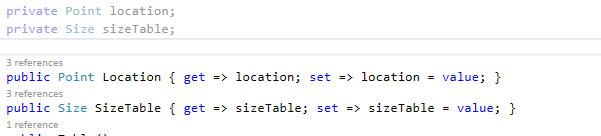 private Point location;
private Size sizeTable;
3 references
public Point Location { get => location; set => location = value; }
3 references
public Size SizeTable { get => sizeTable; set => sizeTable = value; }
1 reference